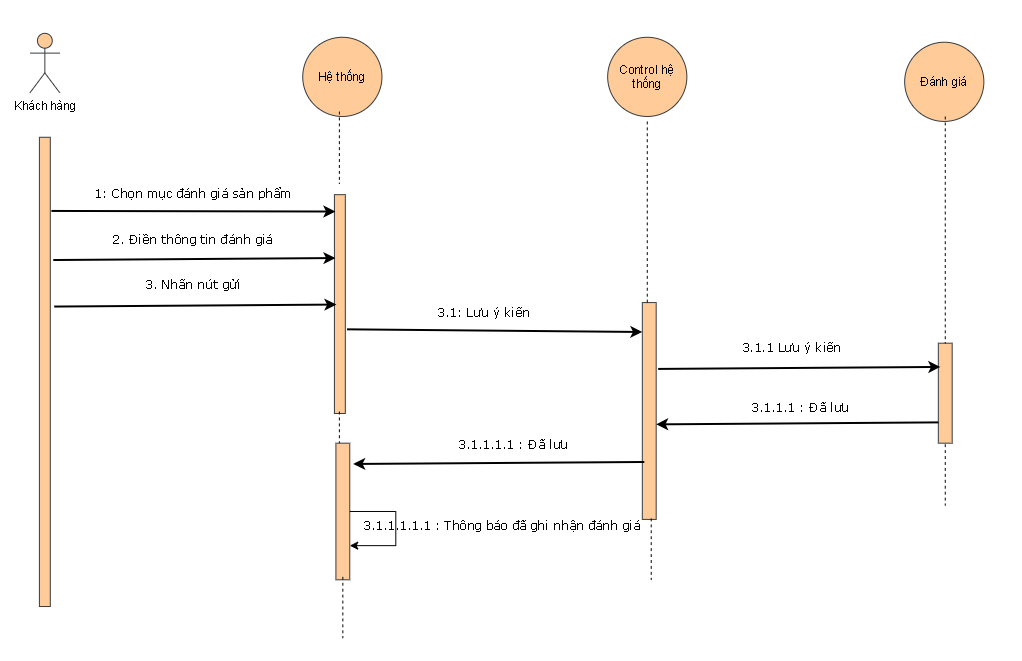 Khách hàng
Hệ thống
Control hệ
thống
Đánh giá
1: Chọn mục đánh giá sản phẩm
2. Điền thông tin đánh giá
3. Nhấn nút gửi
3.1: Lưu ý kiến
3.1.1 Lưu ý kiến
3.1.1.1 : Đã lưu
3.1.1.1.1 : Đã lưu
3.1.1.1.1.1 : Thông báo đã ghi nhận đánh giá